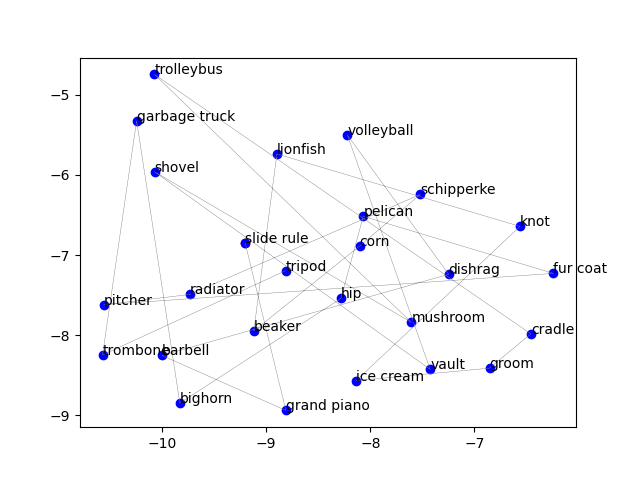 trolleybus
−5
garbage truck
volleyball
lionfish
−6
shovel
schipperke
pelican
knot
slide rule
corn
−7
tripod
dishrag
fur coat
radiator
hip
pitcher
mushroom
beaker
cradle
−8
trombone
barbell
vault
groom
ice cream
bighorn
grand piano
−9
−10
−9
−8
−7